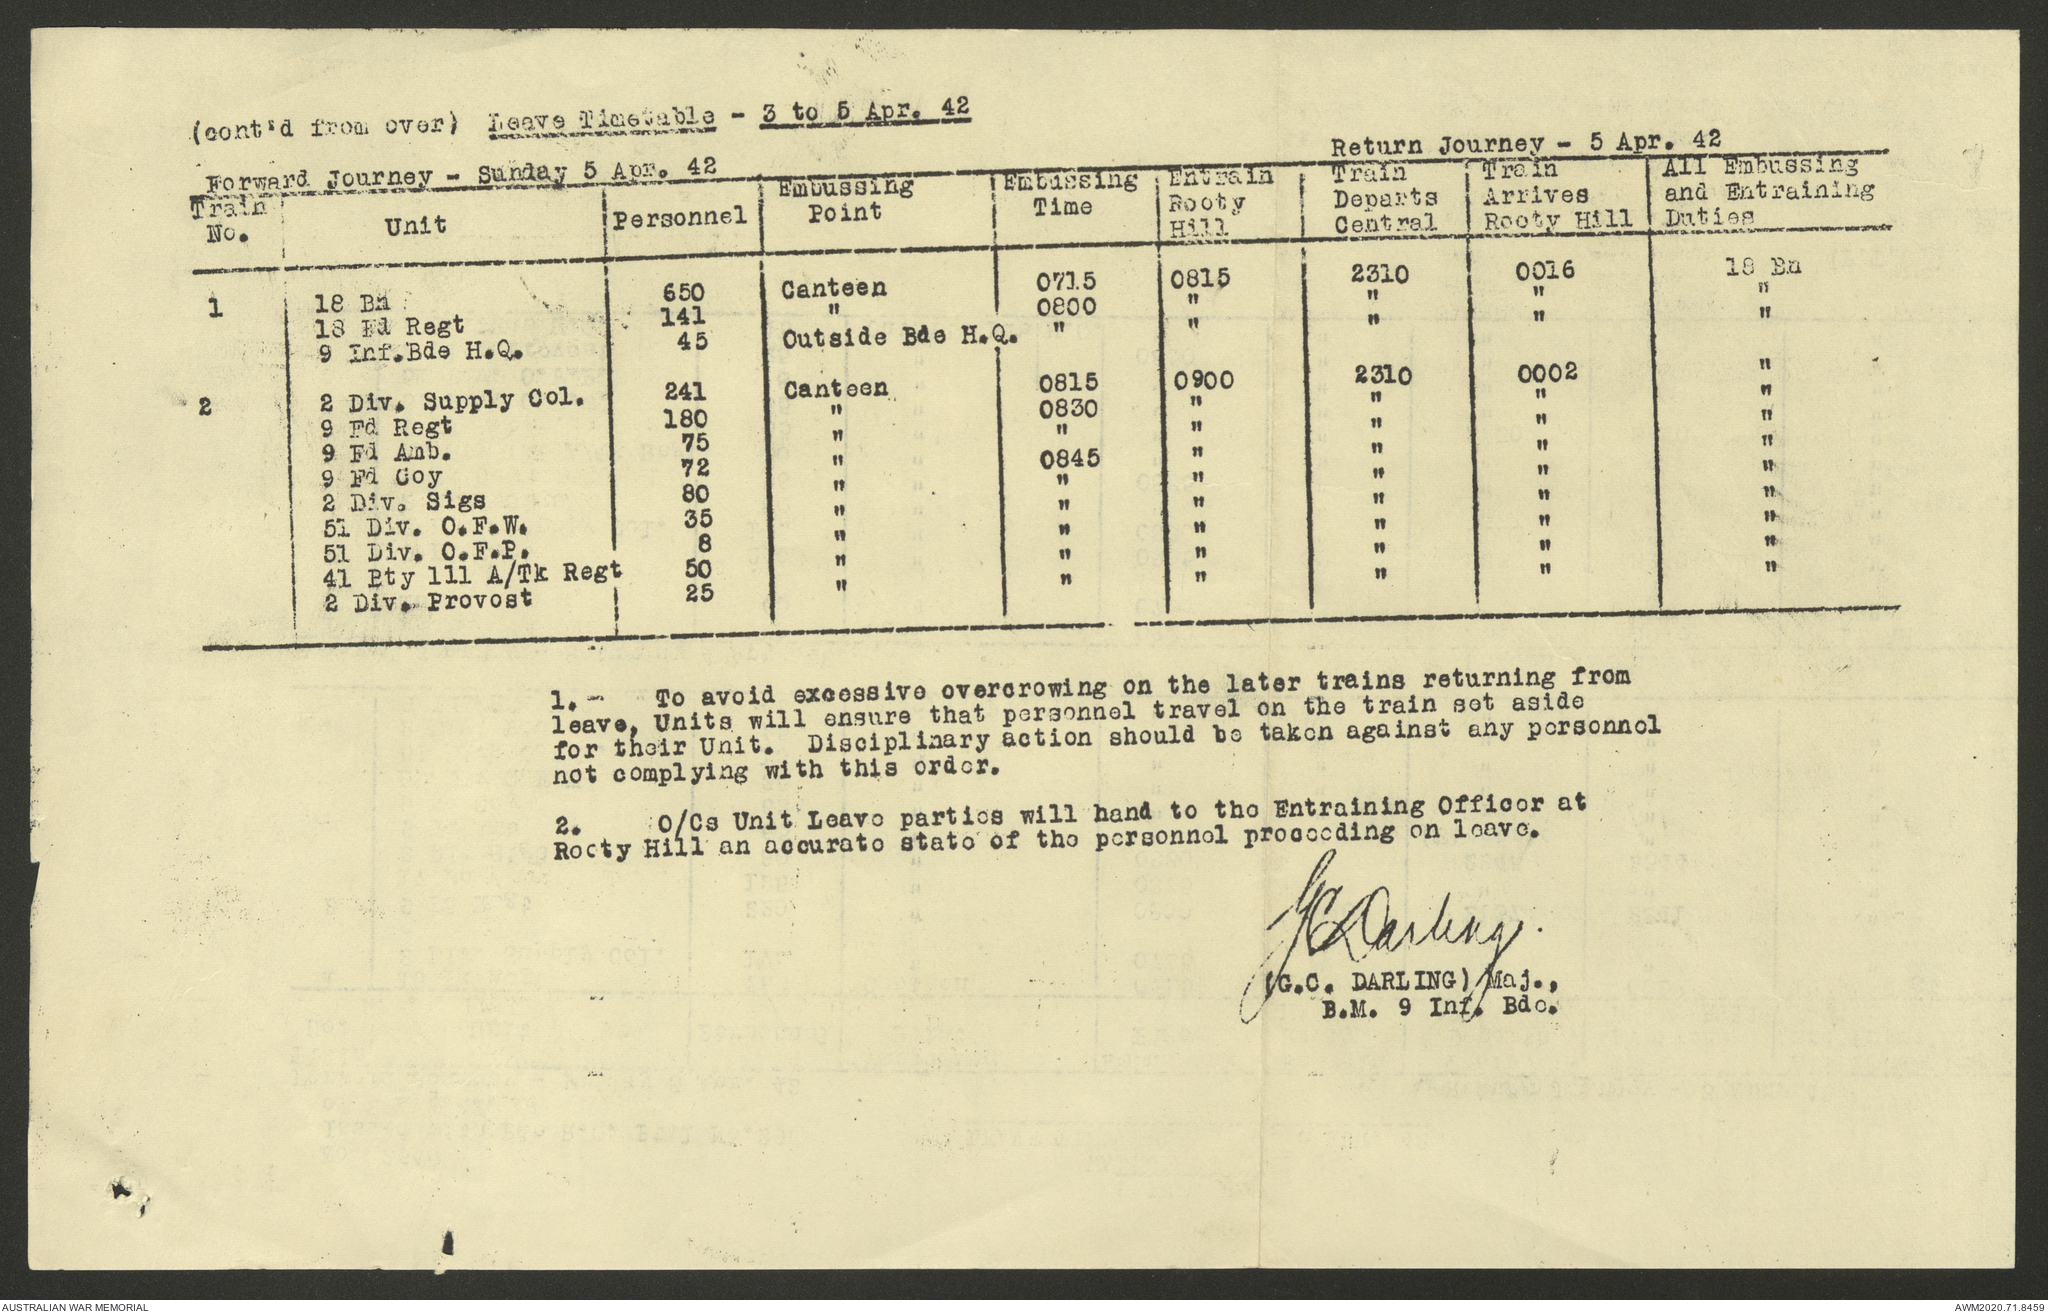 (cont'd from over) Leave Timetable - 3 to 5 Apr. 42
Forward Journey - Sunday 5 Apr. 42 Return Journey - 5 Apr. 42
Train No. Unit Personnel Embussing Point Embussing Time Entrain Rooty Hill Train Departs Central Train Arrives Rooty Hill All Embussing and Entraining Duties
1 18 Bn 650 Canteen 0715 0815 2310 0016 18 Bn
18 Fd Regt 141 " 0800 " " " "
9 Inf.Bde H.Q. 45 Outside Bde H.Q. " " " " "
2 2 Div. Supply Col. 241 Canteen 0815 0900 2310 0002 "
9 Fd Regt 180 " 0830 " " " "
9 Fd Amb. 75 " " " " " "
9 Fd Coy 72 " 0845 " " " "
2 Div. Sigs 80 " " " " " "
51 Div. O.F.W. 35 " " " " " "
51 Div. O.F.P. 8 " " " " " "
41 Bty 111 A/Tk Regt 50 " " " " " "
2 Div. Provost 25 " " " " " "
1. - To avoid excessive overcrowing on the later trains returning from
leave, Units will ensure that personnel travel on the train set aside
for their Unit. Disciplinary action should be taken against any personnel
not complying with this order.
2. O/Cs Unit Leave parties will hand to the Entraining Officer at
Rooty Hill an accurate state of the personnel proceeding on leave.
GCDarling.
(G.C. DARLING) Maj.,
B.M. 9 Inf. Bde.
AUSTRALIAN WAR MEMORIAL
AWM2020.71.8459